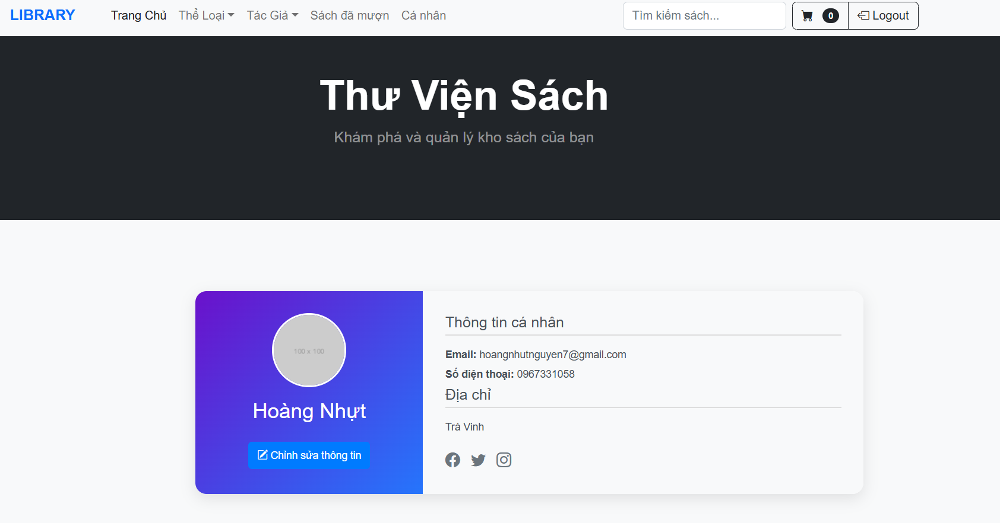 LIBRARY Trang Chủ Thể Loại Tác Giả Sách đã mượn Cá nhân Tìm kiếm sách... 0 Logout
Thư Viện Sách
Khám phá và quản lý kho sách của bạn
100 x 100
Hoàng Nhựt
Chỉnh sửa thông tin
Thông tin cá nhân
Email: hoangnhutnguyen7@gmail.com
Số điện thoại: 0967331058
Địa chỉ
Trà Vinh